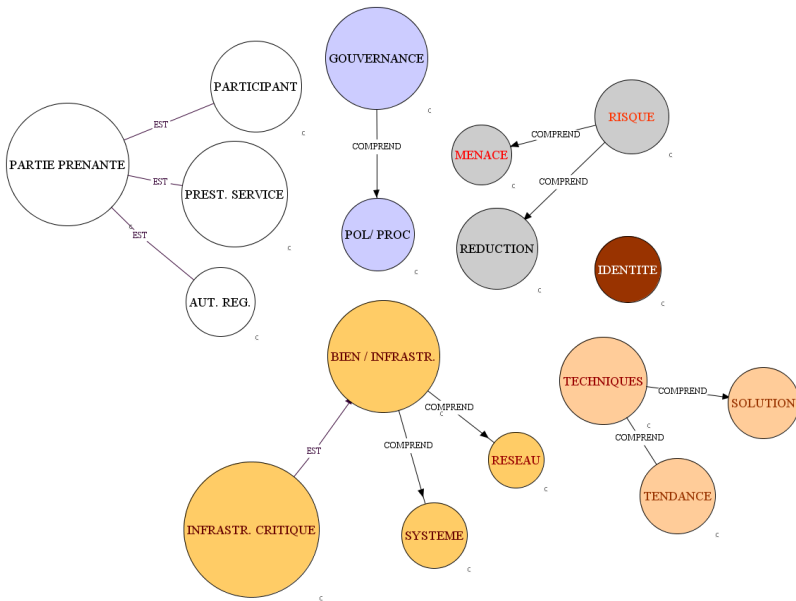 GOUVERNANCE
PARTICIPANT
C
C
RISQUE
EST
COMPREND
COMPREND
MENACE
C
PARTIE PRENANTE
EST
COMPREND
C
PREST. SERVICE
EST
POL/ PROC
REDUCTION
C
C
IDENTITE
C
C
AUT. REG.
C
C
BIEN / INFRASTR.
TECHNIQUES
COMPREND
SOLUTION
COMPREND
C
C
COMPREND
COMPREND
EST
RESEAU
C
TENDANCE
INFRASTR. CRITIQUE
SYSTEME
C
C
C